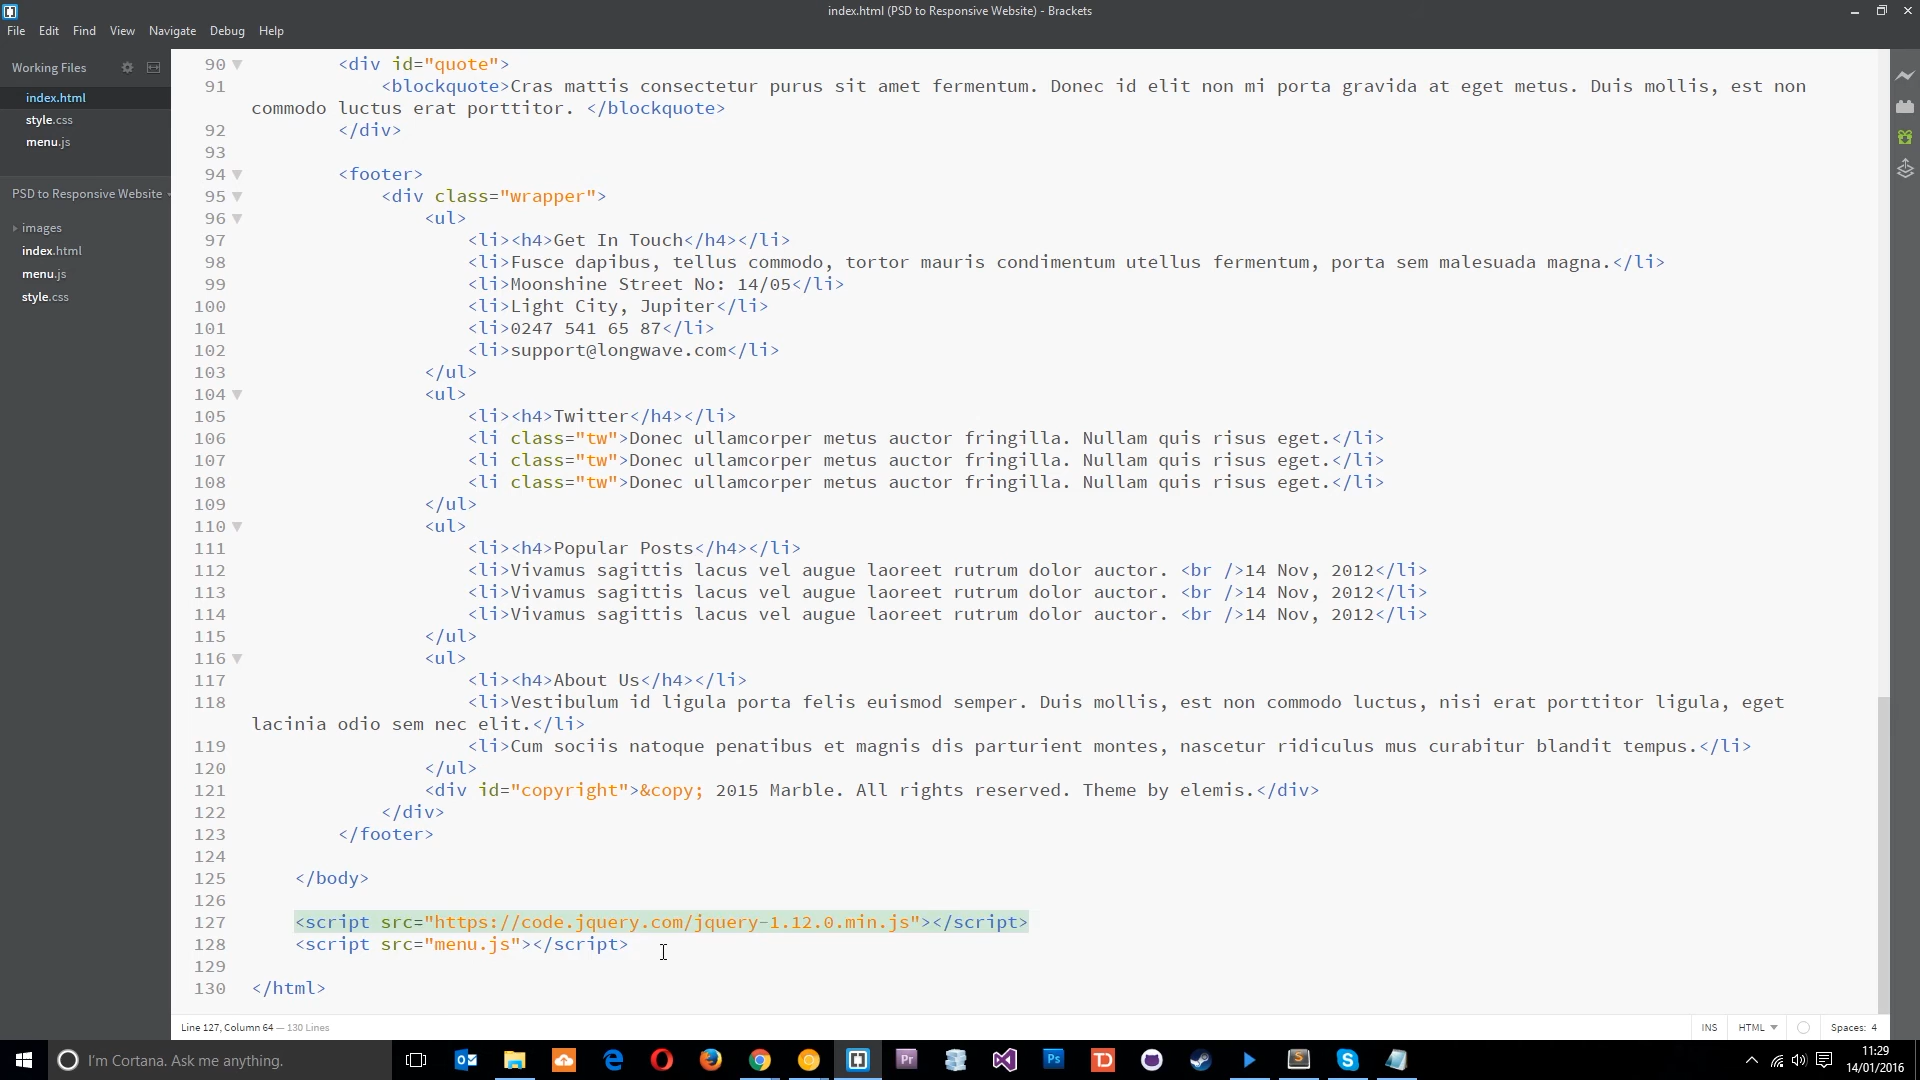 index.html (PSD to Responsive Website) - Brackets
File Edit Find View Navigate Debug Help
Working Files
index.html
style.css
menu.js
PSD to Responsive Website
images
index.html
menu.js
style.css
90 <div id="quote">
91 <blockquote>Cras mattis consectetur purus sit amet fermentum. Donec id elit non mi porta gravida at eget metus. Duis mollis, est non
commodo luctus erat porttitor. </blockquote>
92 </div>
93
94 <footer>
95 <div class="wrapper">
96 <ul>
97 <li><h4>Get In Touch</h4></li>
98 <li>Fusce dapibus, tellus commodo, tortor mauris condimentum utellus fermentum, porta sem malesuada magna.</li>
99 <li>Moonshine Street No: 14/05</li>
100 <li>Light City, Jupiter</li>
101 <li>0247 541 65 87</li>
102 <li>support@longwave.com</li>
103 </ul>
104 <ul>
105 <li><h4>Twitter</h4></li>
106 <li class="tw">Donec ullamcorper metus auctor fringilla. Nullam quis risus eget.</li>
107 <li class="tw">Donec ullamcorper metus auctor fringilla. Nullam quis risus eget.</li>
108 <li class="tw">Donec ullamcorper metus auctor fringilla. Nullam quis risus eget.</li>
109 </ul>
110 <ul>
111 <li><h4>Popular Posts</h4></li>
112 <li>Vivamus sagittis lacus vel augue laoreet rutrum dolor auctor. <br />14 Nov, 2012</li>
113 <li>Vivamus sagittis lacus vel augue laoreet rutrum dolor auctor. <br />14 Nov, 2012</li>
114 <li>Vivamus sagittis lacus vel augue laoreet rutrum dolor auctor. <br />14 Nov, 2012</li>
115 </ul>
116 <ul>
117 <li><h4>About Us</h4></li>
118 <li>Vestibulum id ligula porta felis euismod semper. Duis mollis, est non commodo luctus, nisi erat porttitor ligula, eget
lacinia odio sem nec elit.</li>
119 <li>Cum sociis natoque penatibus et magnis dis parturient montes, nascetur ridiculus mus curabitur blandit tempus.</li>
120 </ul>
121 <div id="copyright">&copy; 2015 Marble. All rights reserved. Theme by elemis.</div>
122 </div>
123 </footer>
124
125 </body>
126
127 <script src="https://code.jquery.com/jquery-1.12.0.min.js"></script>
128 <script src="menu.js"></script>
129
130 </html>
Line 127, Column 64 — 130 Lines
INS HTML Spaces: 4
I'm Cortana. Ask me anything.
Pr
Ps
11:29
14/01/2016